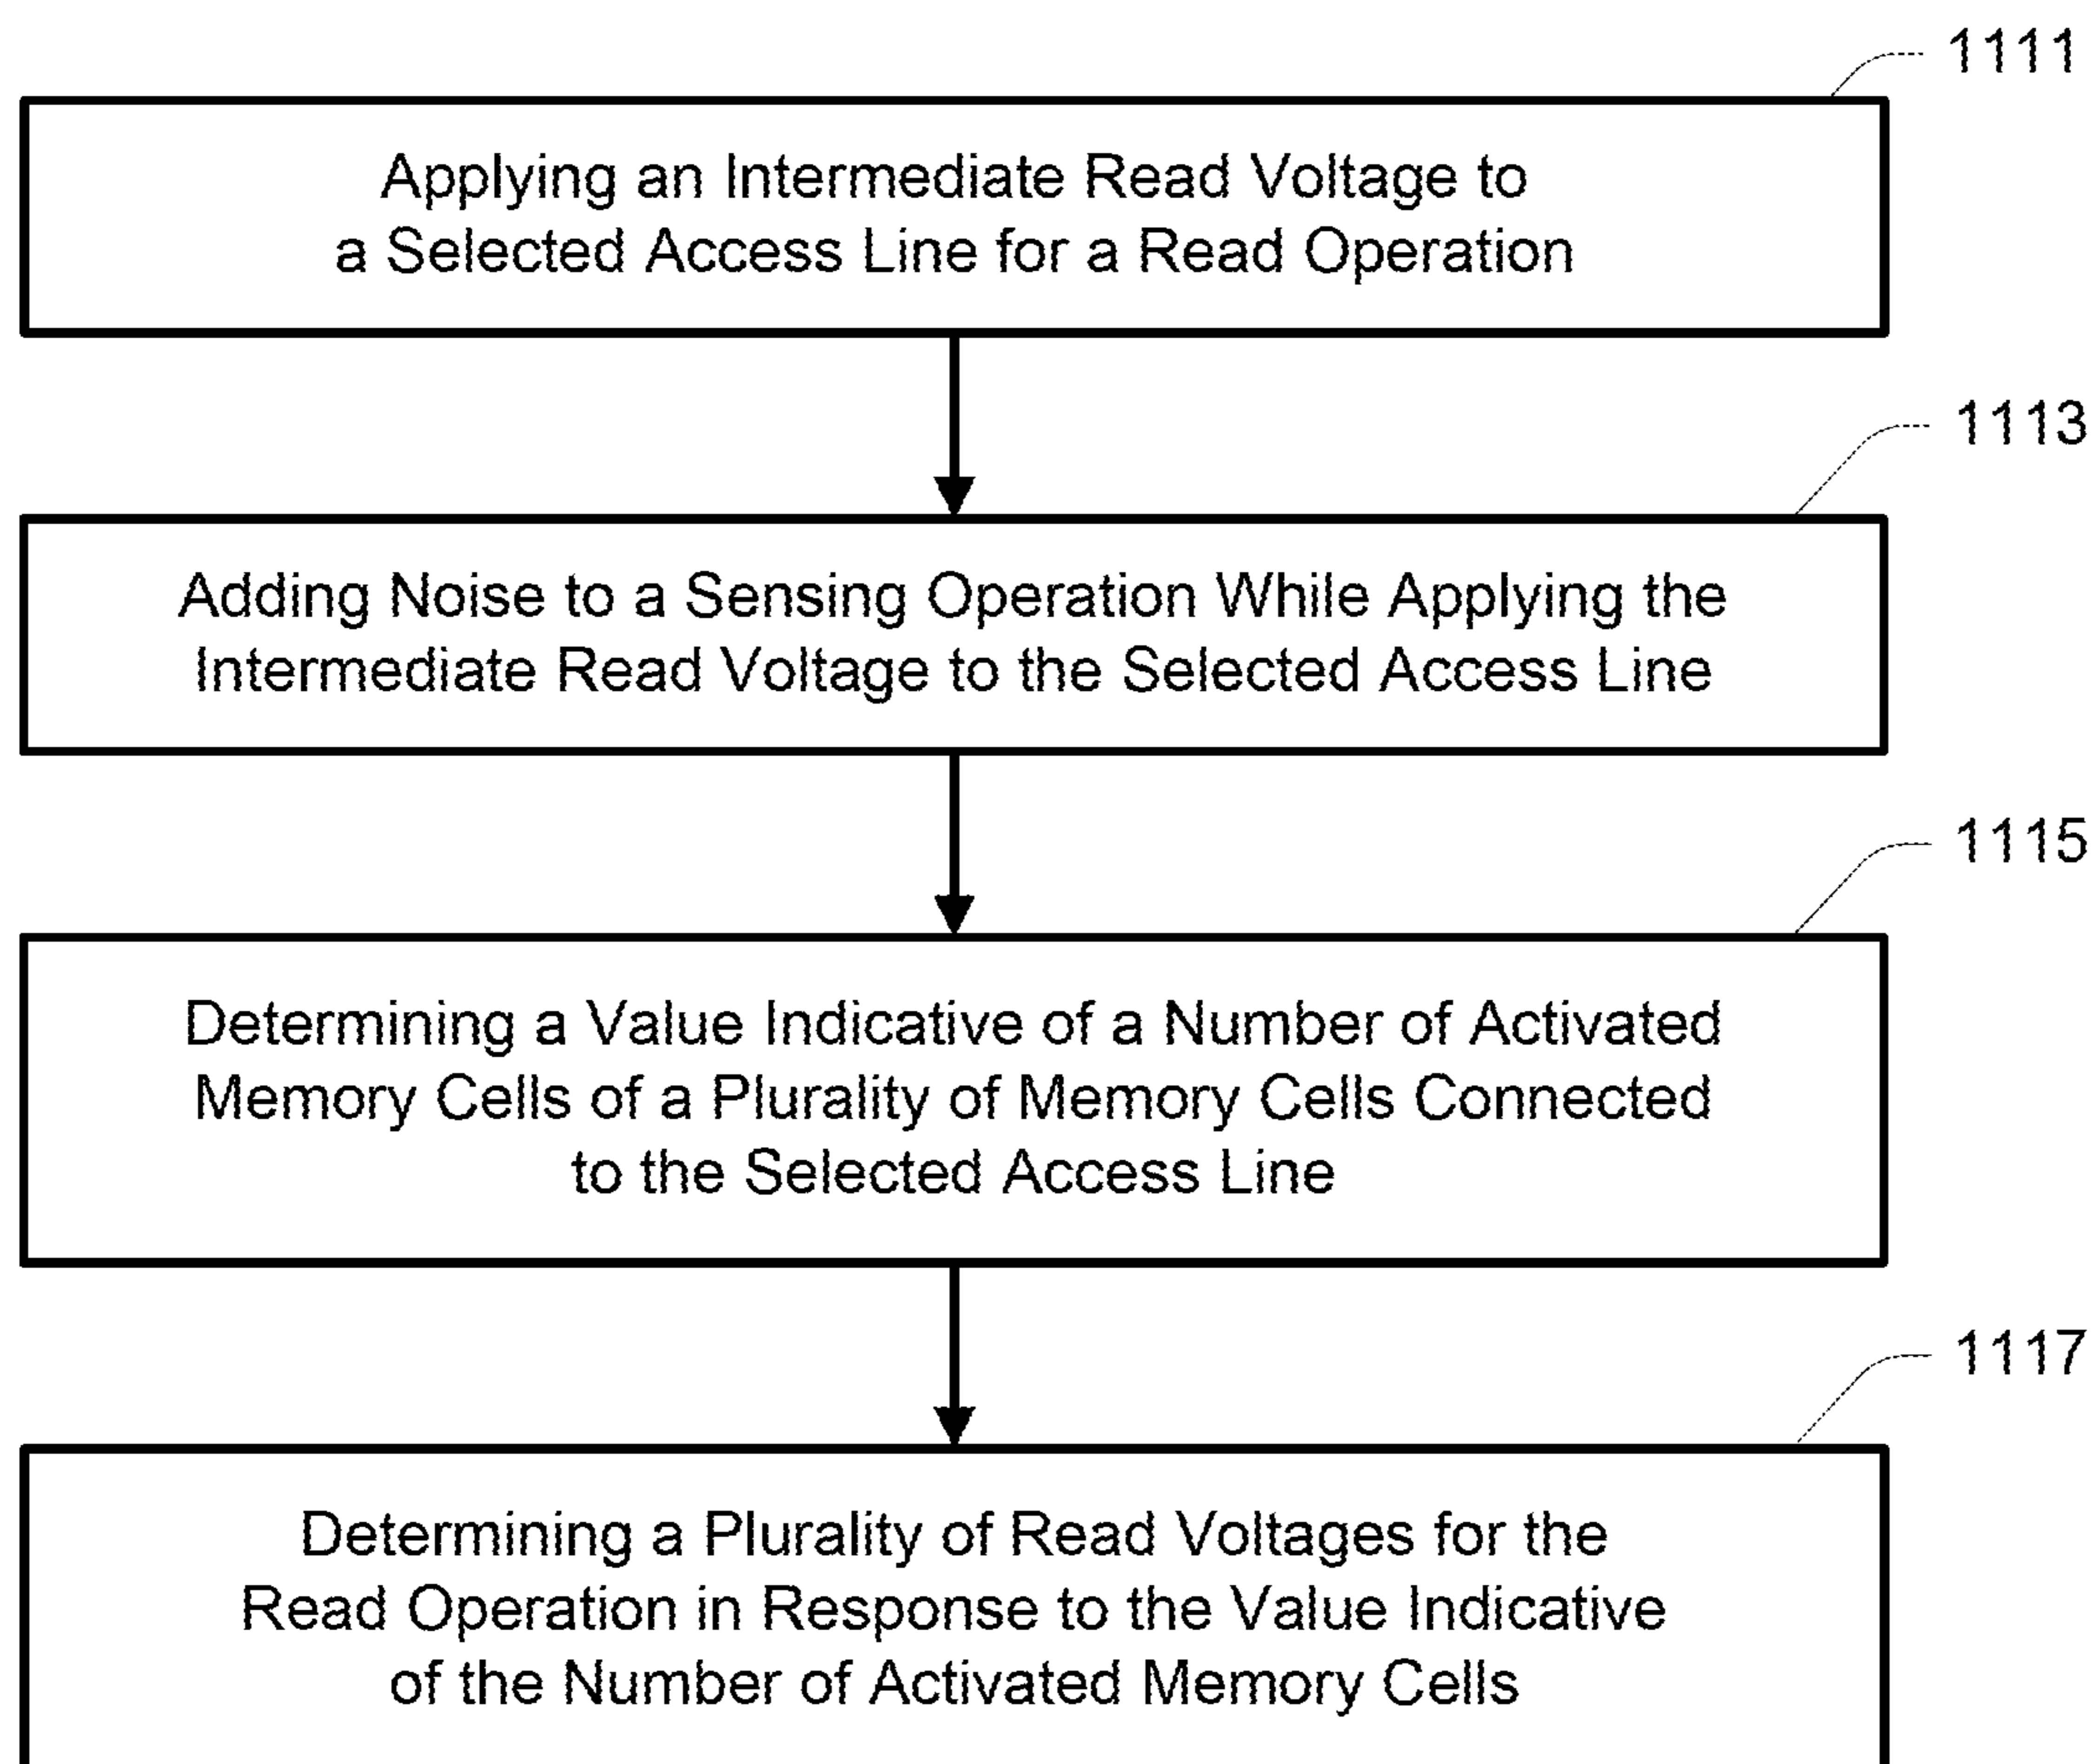 1111
Applying an Intermediate Read Voltage to
a Selected Access Line for a Read Operation
1113
Adding Noise to a Sensing Operation While Applying the
Intermediate Read Voltage to the Selected Access Line
1115
Determining a Value Indicative of a Number of Activated
Memory Cells of a Plurality of Memory Cells Connected
to the Selected Access Line
1117
Determining a Plurality of Read Voltages for the
Read Operation in Response to the Value Indicative
of the Number of Activated Memory Cells